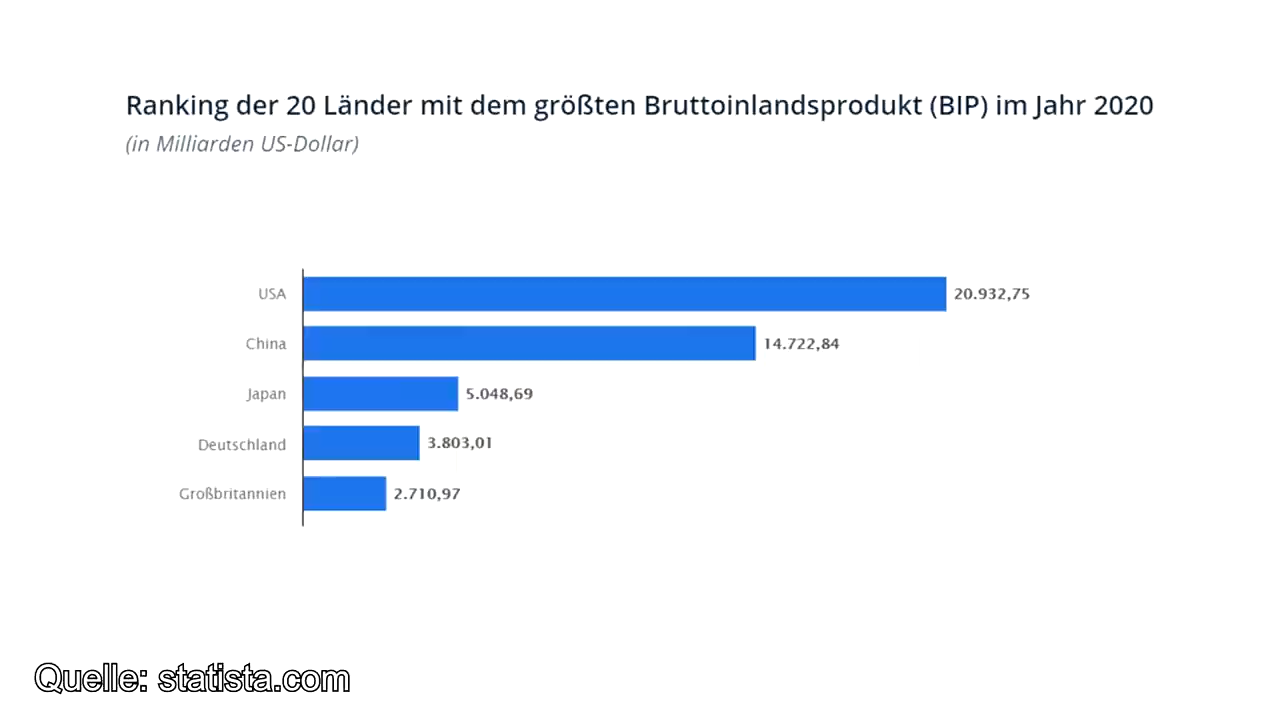 Ranking der 20 Länder mit dem größten Bruttoinlandsprodukt (BIP) im Jahr 2020
(in Milliarden US-Dollar)
USA 20.932,75
China 14.722,84
Japan 5.048,69
Deutschland 3.803,01
Großbritannien 2.710,97
Quelle: statista.com